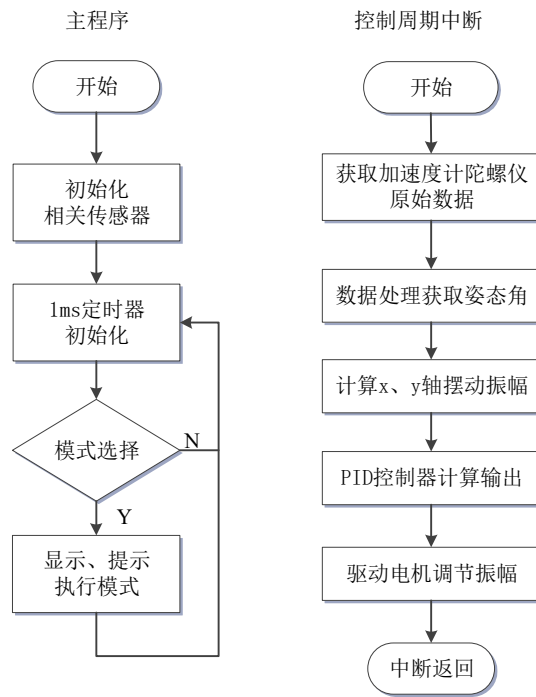 主程序
开始
初始化
相关传感器
1ms定时器
初始化
模式选择
N
Y
显示、提示
执行模式
控制周期中断
开始
获取加速度计陀螺仪
原始数据
数据处理获取姿态角
计算x、y轴摆动振幅
PID控制器计算输出
驱动电机调节振幅
中断返回